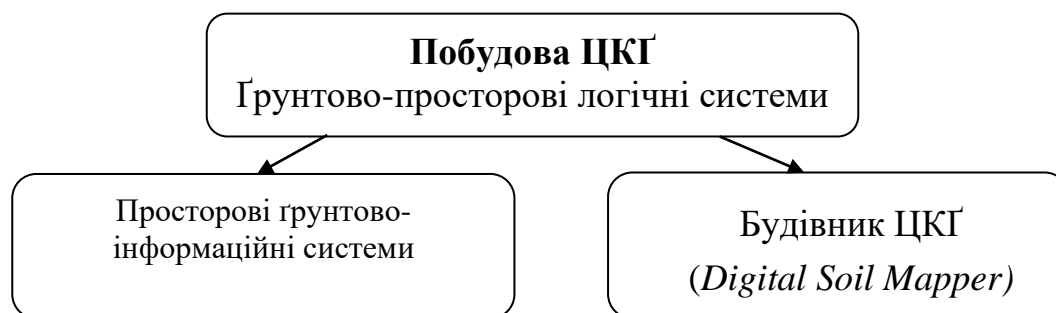 Побудова ЦКҐ
Ґрунтово-просторові логічні системи
Просторові ґрунтово-
інформаційні системи
Будівник ЦКҐ
(Digital Soil Mapper)